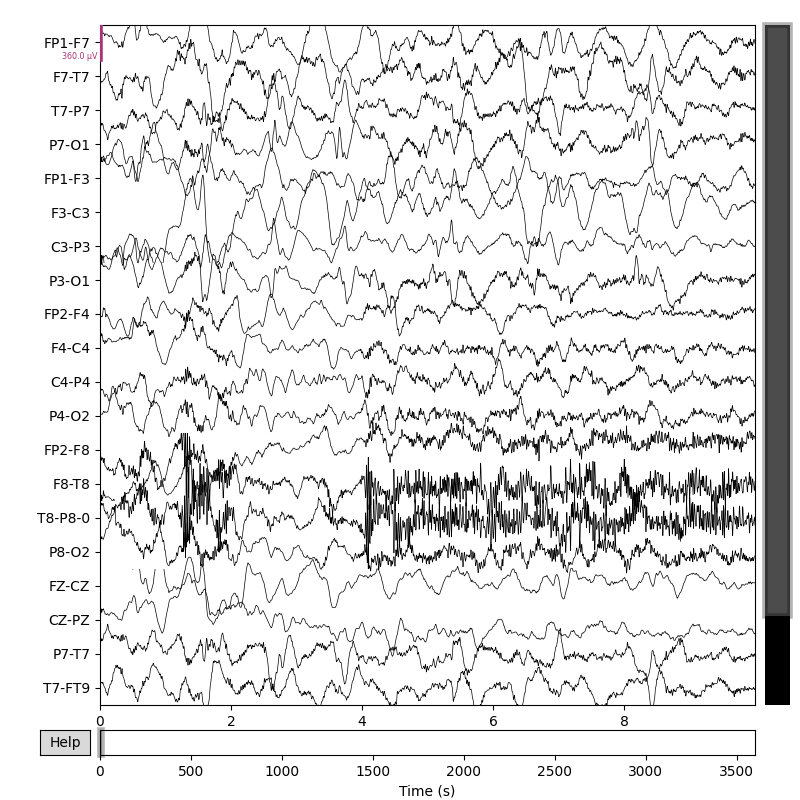 FP1-F7
360.0 µV
F7-T7
T7-P7
P7-O1
FP1-F3
F3-C3
C3-P3
P3-O1
FP2-F4
F4-C4
C4-P4
P4-O2
FP2-F8
F8-T8
T8-P8-0
P8-O2
FZ-CZ
CZ-PZ
P7-T7
T7-FT9
0 2 4 6 8
Help
0 500 1000 1500 2000 2500 3000 3500
Time (s)